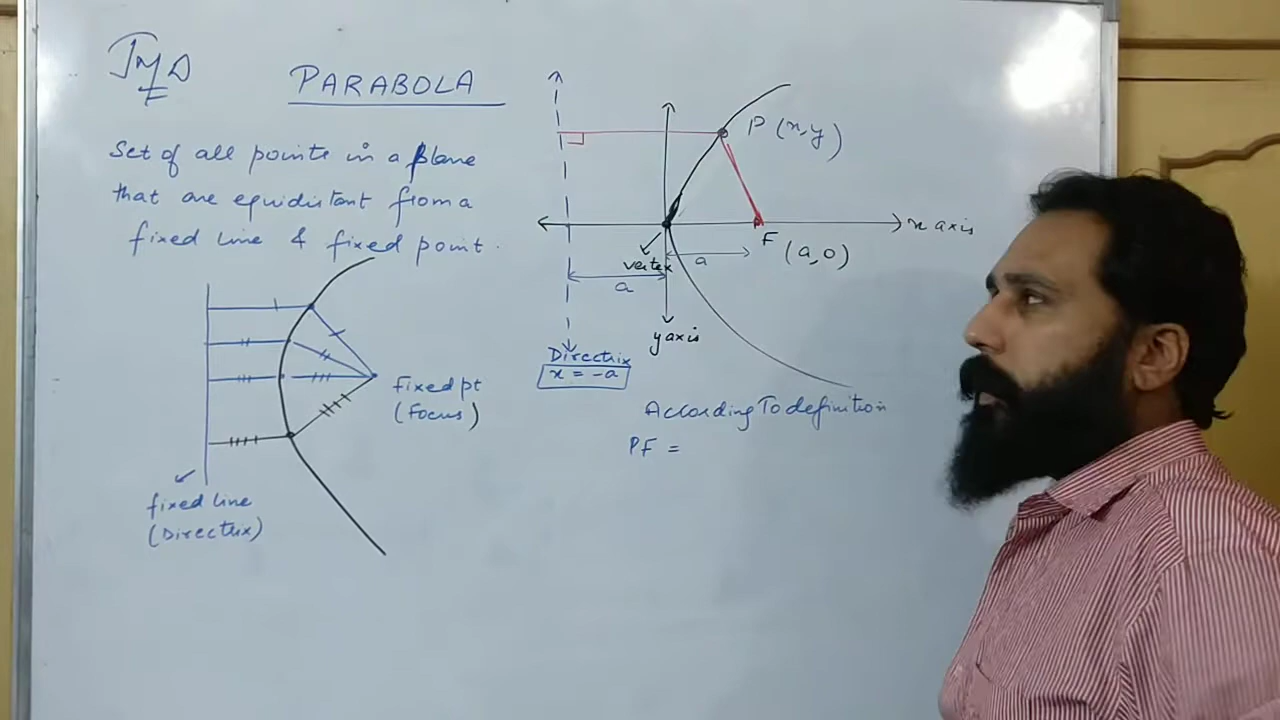 JMD
PARABOLA
Set of all points in a plane
that are equidistant from a
fixed line & fixed point.
Fixed pt
(Focus)
fixed line
(Directrix)
P (x,y)
x axis
F (a,0)
vertex
a
a
y axis
Directrix
x = -a
According To definition
PF =